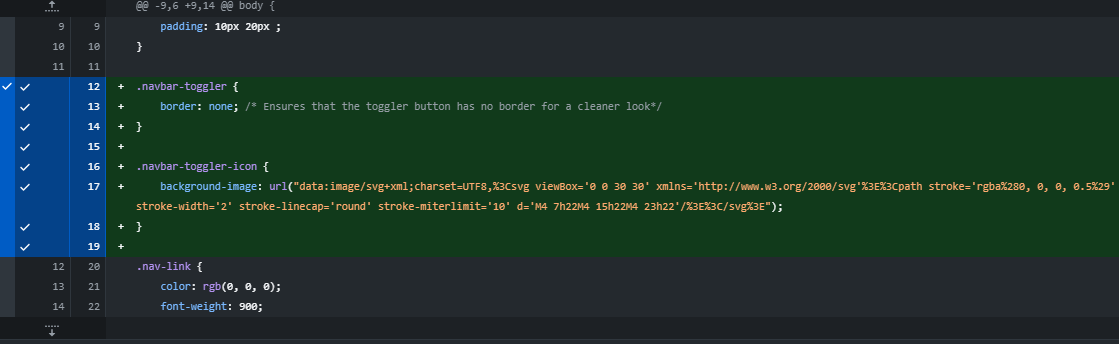 @@ -9,6 +9,14 @@ body {
9 9 padding: 10px 20px ;
10 10 }
11 11
12 + .navbar-toggler {
13 + border: none; /* Ensures that the toggler button has no border for a cleaner look*/
14 + }
15 +
16 + .navbar-toggler-icon {
17 + background-image: url("data:image/svg+xml;charset=UTF8,%3Csvg viewBox='0 0 30 30' xmlns='http://www.w3.org/2000/svg'%3E%3Cpath stroke='rgba%280, 0, 0, 0.5%29'
stroke-width='2' stroke-linecap='round' stroke-miterlimit='10' d='M4 7h22M4 15h22M4 23h22'/%3E%3C/svg%3E");
18 + }
19 +
12 20 .nav-link {
13 21 color: rgb(0, 0, 0);
14 22 font-weight: 900;